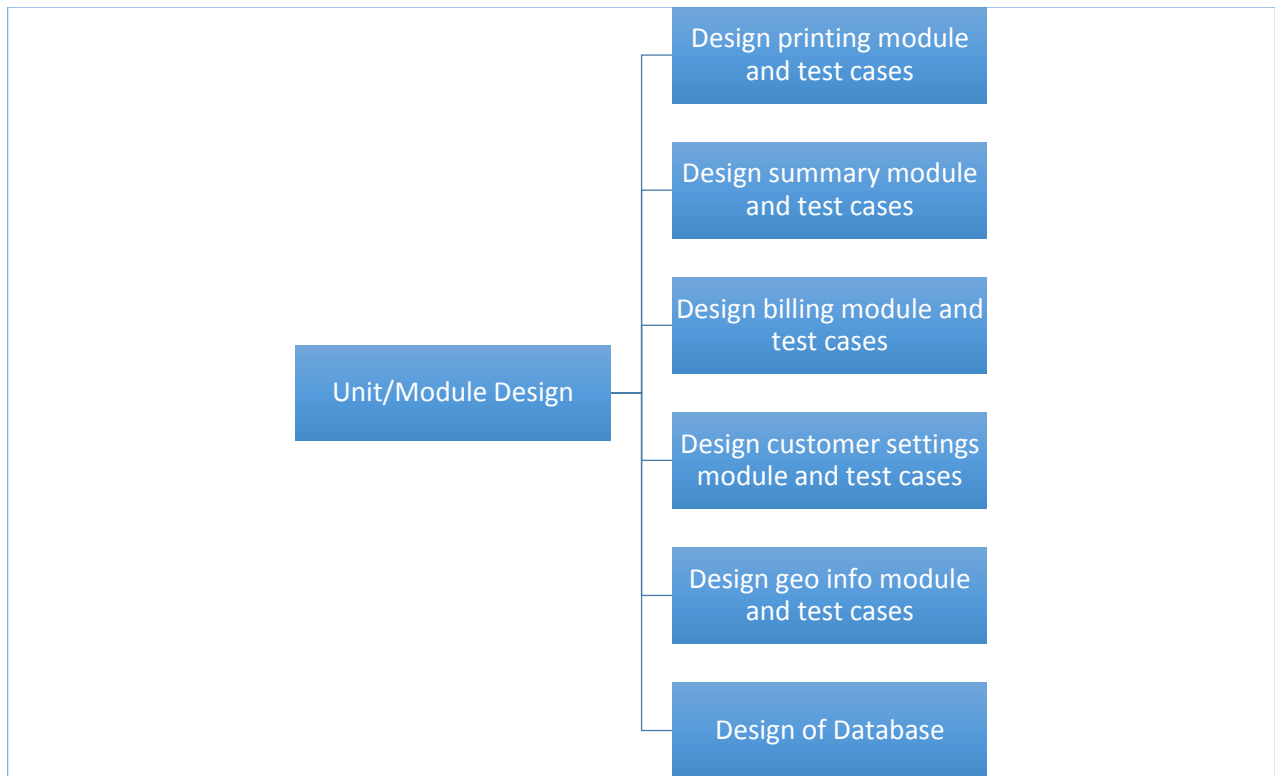 Design printing module
and test cases
Design summary module
and test cases
Design billing module and
test cases
Unit/Module Design
Design customer settings
module and test cases
Design geo info module
and test cases
Design of Database